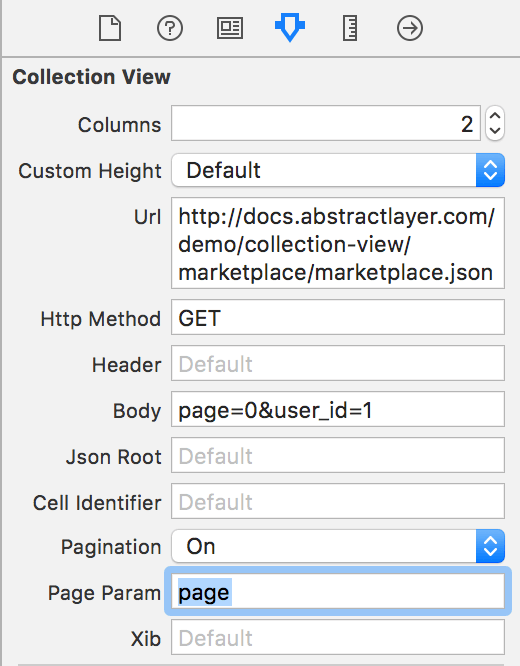 Collection View
Columns 2
Custom Height Default
Url http://docs.abstractlayer.com/
demo/collection-view/
marketplace/marketplace.json
Http Method GET
Header Default
Body page=0&user_id=1
Json Root Default
Cell Identifier Default
Pagination On
Page Param page
Xib Default